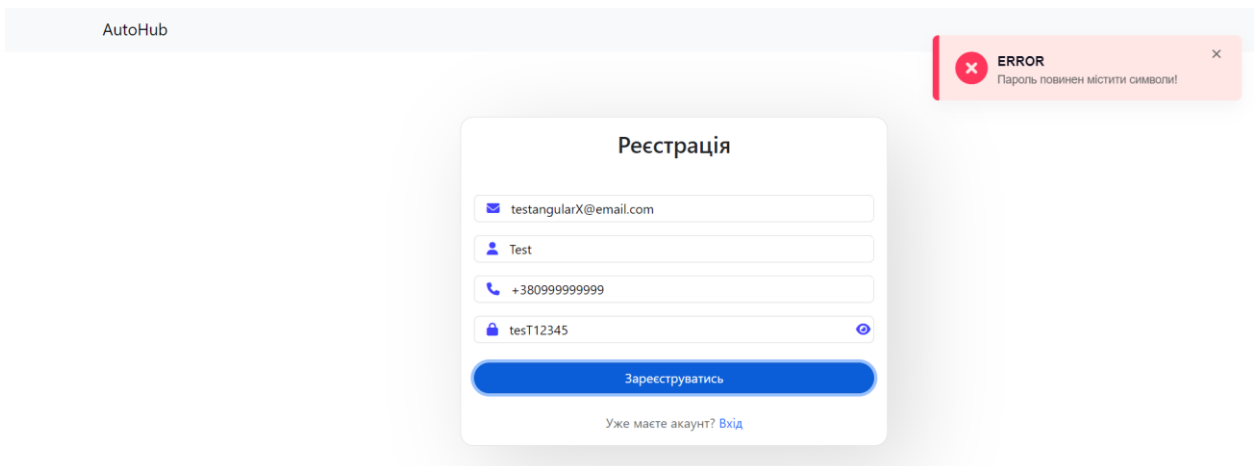 AutoHub
ERROR
Пароль повинен містити символи!
Реєстрація
testangularX@email.com
Test
+380999999999
tesT12345
Зареєструватись
Уже маєте акаунт? Вхід